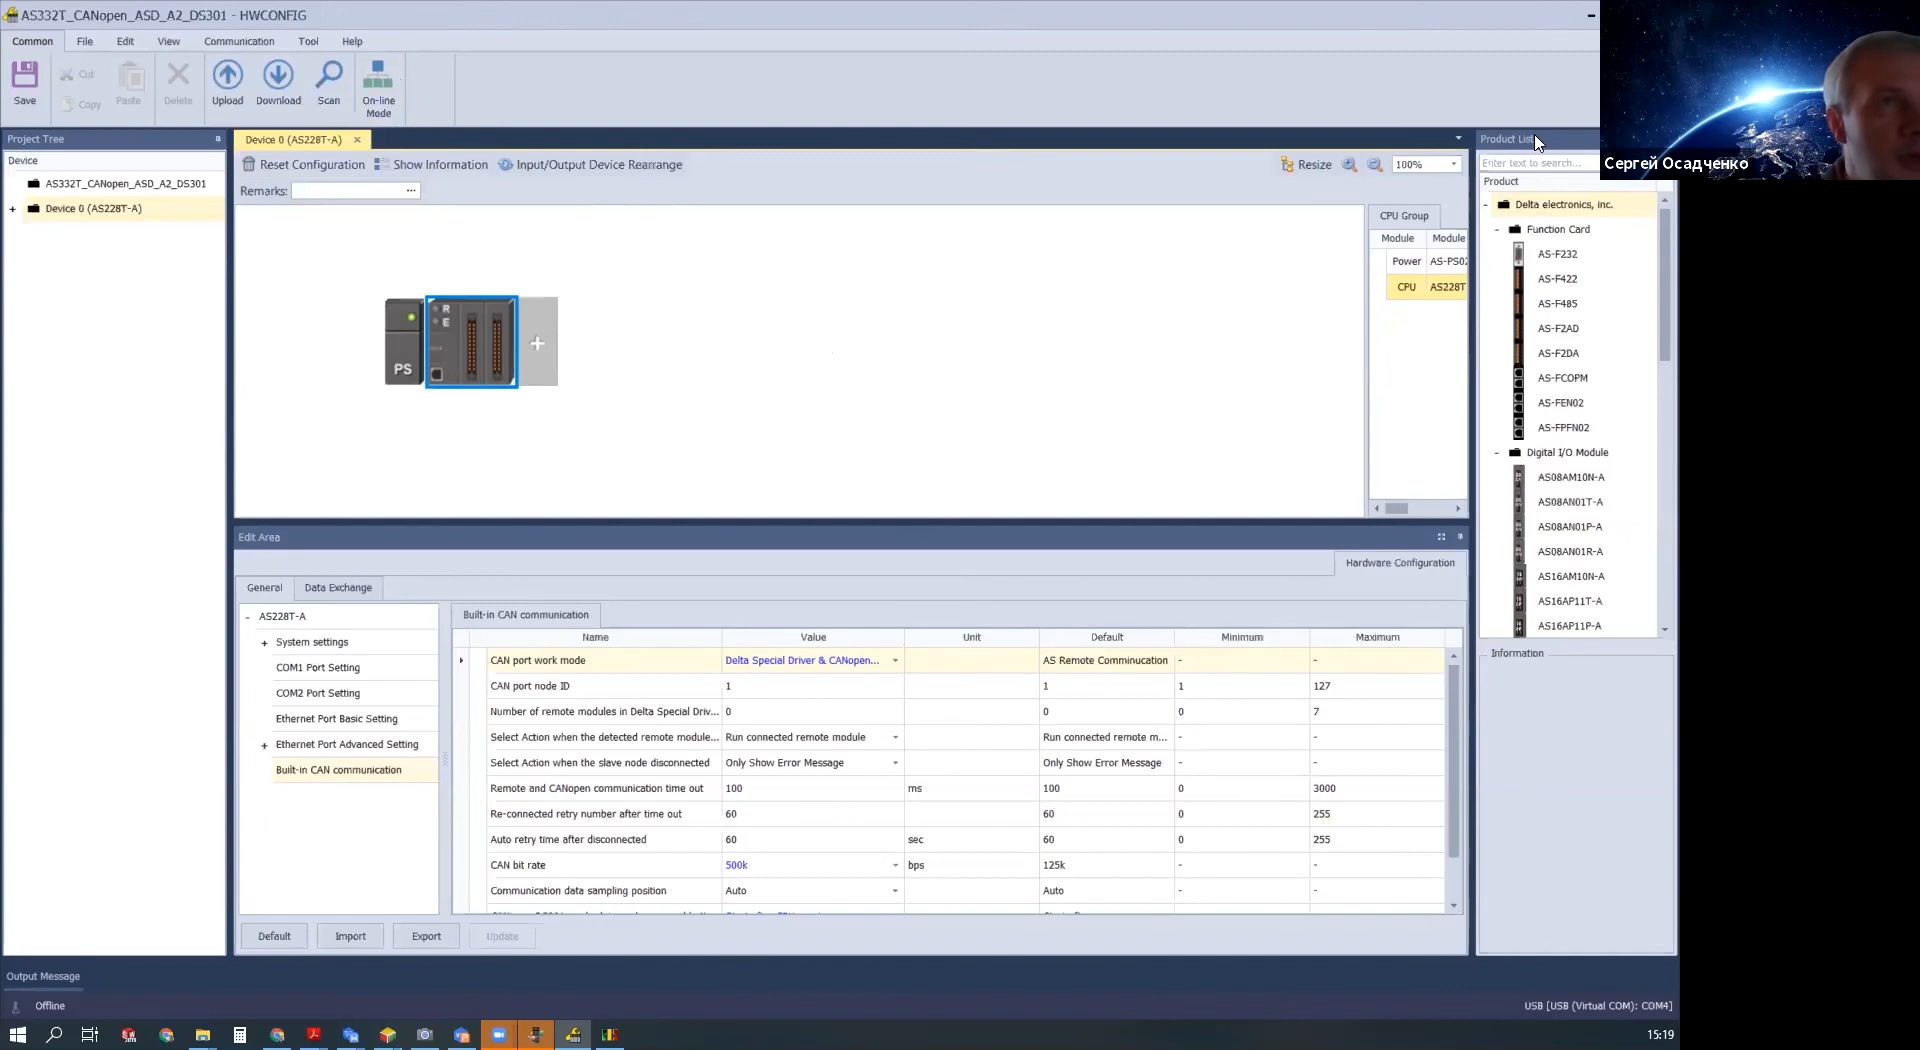 AS332T_CANopen_ASD_A2_DS301 - HWCONFIG
Common File Edit View Communication Tool Help
Save Cut Copy Paste Delete Upload Download Scan On-line Mode
Project Tree
Device
AS332T_CANopen_ASD_A2_DS301
Device 0 (AS228T-A)
Device 0 (AS228T-A)
Reset Configuration Show Information Input/Output Device Rearrange Resize 100%
Remarks:
PS
R
E
CPU Group
Module Module
Power AS-PS02
CPU AS228T
Product List
Enter text to search...
Сергей Осадченко
Product
Delta electronics, inc.
Function Card
AS-F232
AS-F422
AS-F485
AS-F2AD
AS-F2DA
AS-FCOPM
AS-FEN02
AS-FPFN02
Digital I/O Module
AS08AM10N-A
AS08AN01T-A
AS08AN01P-A
AS08AN01R-A
AS16AM10N-A
AS16AP11T-A
AS16AP11P-A
Information
Edit Area
Hardware Configuration
General Data Exchange
AS228T-A
System settings
COM1 Port Setting
COM2 Port Setting
Ethernet Port Basic Setting
Ethernet Port Advanced Setting
Built-in CAN communication
Built-in CAN communication
Name Value Unit Default Minimum Maximum
CAN port work mode Delta Special Driver & CANopen... AS Remote Comminucation - -
CAN port node ID 1 1 1 127
Number of remote modules in Delta Special Driv... 0 0 0 7
Select Action when the detected remote module... Run connected remote module Run connected remote m... - -
Select Action when the slave node disconnected Only Show Error Message Only Show Error Message - -
Remote and CANopen communication time out 100 ms 100 0 3000
Re-connected retry number after time out 60 60 0 255
Auto retry time after disconnected 60 sec 60 0 255
CAN bit rate 500k bps 125k - -
Communication data sampling position Auto Auto - -
Default Import Export Update
Output Message
Offline USB [USB (Virtual COM): COM4]
15:19